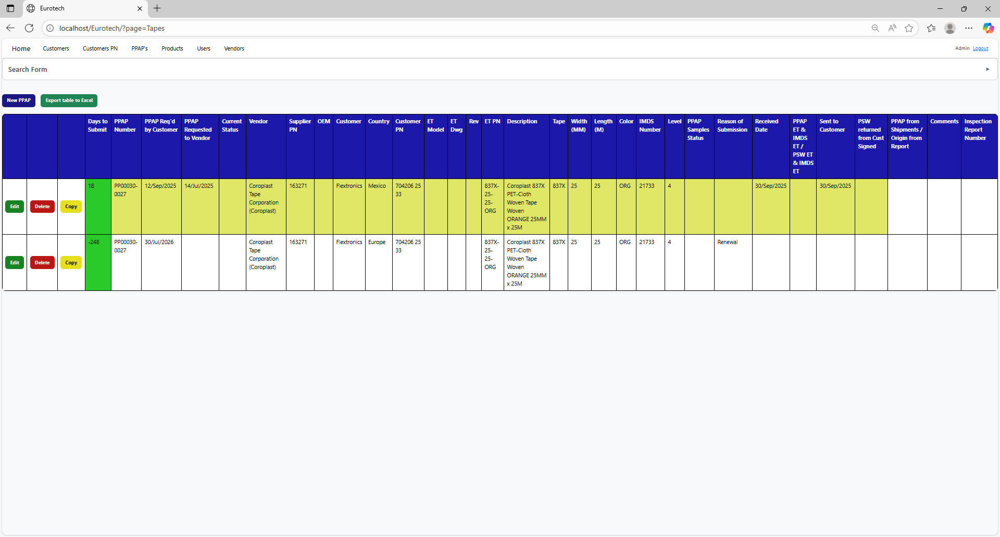 Eurotech
localhost/Eurotech/?page=Tapes
Home Customers Customers PN PPAP's Products Users Vendors Admin Logout
Search Form
New PPAP Export table to Excel
Days to Submit
PPAP Number
PPAP Req'd by Customer
PPAP Requested to Vendor
Current Status
Vendor
Supplier PN
OEM
Customer
Country
Customer PN
ET Model
ET Dwg
Rev
ET PN
Description
Tape
Width (MM)
Length (M)
Color
IMDS Number
Level
PPAP Samples Status
Reason of Submission
Received Date
PPAP ET & IMDS ET / PSW ET & IMDS ET
Sent to Customer
PSW returned from Cust Signed
PPAP from Shipments / Origin from Report
Comments
Inspection Report Number
Edit
Delete
Copy
18
PP00030-0027
12/Sep/2025
14/Jul/2025
Coroplast Tape Corporation (Coroplast)
163271
Flextronics
Mexico
704206 25 33
837X-25-25-ORG
Coroplast 837X PET-Cloth Woven Tape Woven ORANGE 25MM x 25M
837X
25
25
ORG
21733
4
30/Sep/2025
30/Sep/2025
Edit
Delete
Copy
-248
PP00030-0027
30/Jul/2026
Coroplast Tape Corporation (Coroplast)
163271
Flextronics
Europe
704206 25 33
837X-25-25-ORG
Coroplast 837X PET-Cloth Woven Tape Woven ORANGE 25MM x 25M
837X
25
25
ORG
21733
4
Renewal